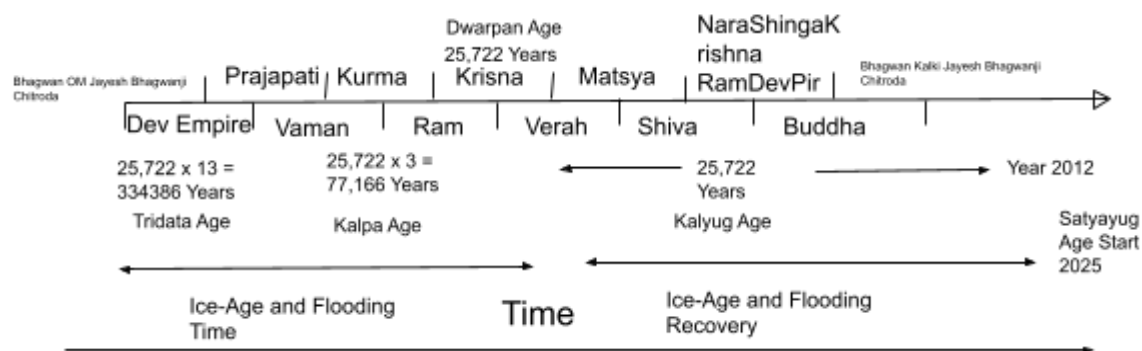 Dwarpan Age
25,722 Years
NaraShingaK
rishna
RamDevPir
Bhagwan OM Jayesh Bhagwanji
Chitroda
Prajapati
Kurma
Krisna
Matsya
Bhagwan Kalki Jayesh Bhagwanji
Chitroda
Dev Empire
Vaman
Ram
Verah
Shiva
Buddha
25,722 x 13 =
334386 Years
Tridata Age
25,722 x 3 =
77,166 Years
Kalpa Age
25,722
Years
Kalyug Age
Year 2012
Satyayug
Age Start
2025
Ice-Age and Flooding
Time
Time
Ice-Age and Flooding
Recovery